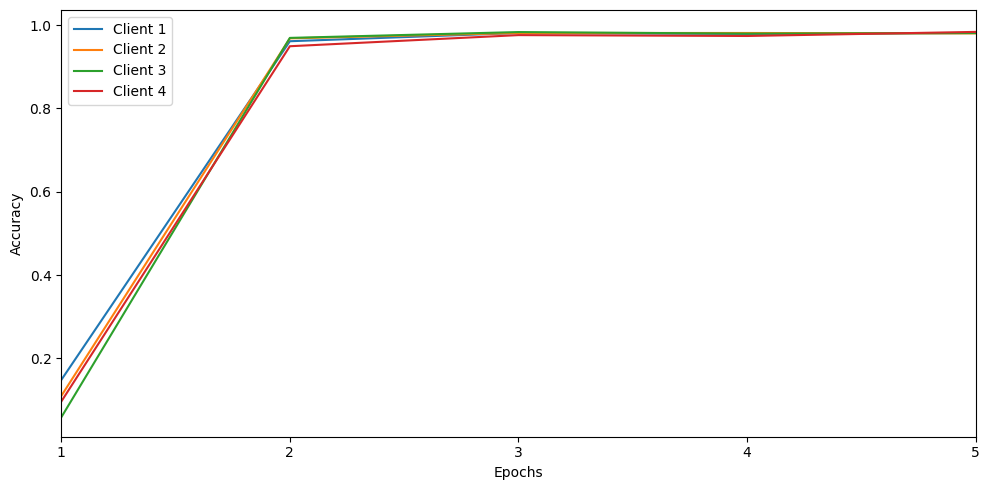 1.0
0.8
0.6
0.4
0.2
Accuracy
Client 1
Client 2
Client 3
Client 4
1 2 3 4 5
Epochs